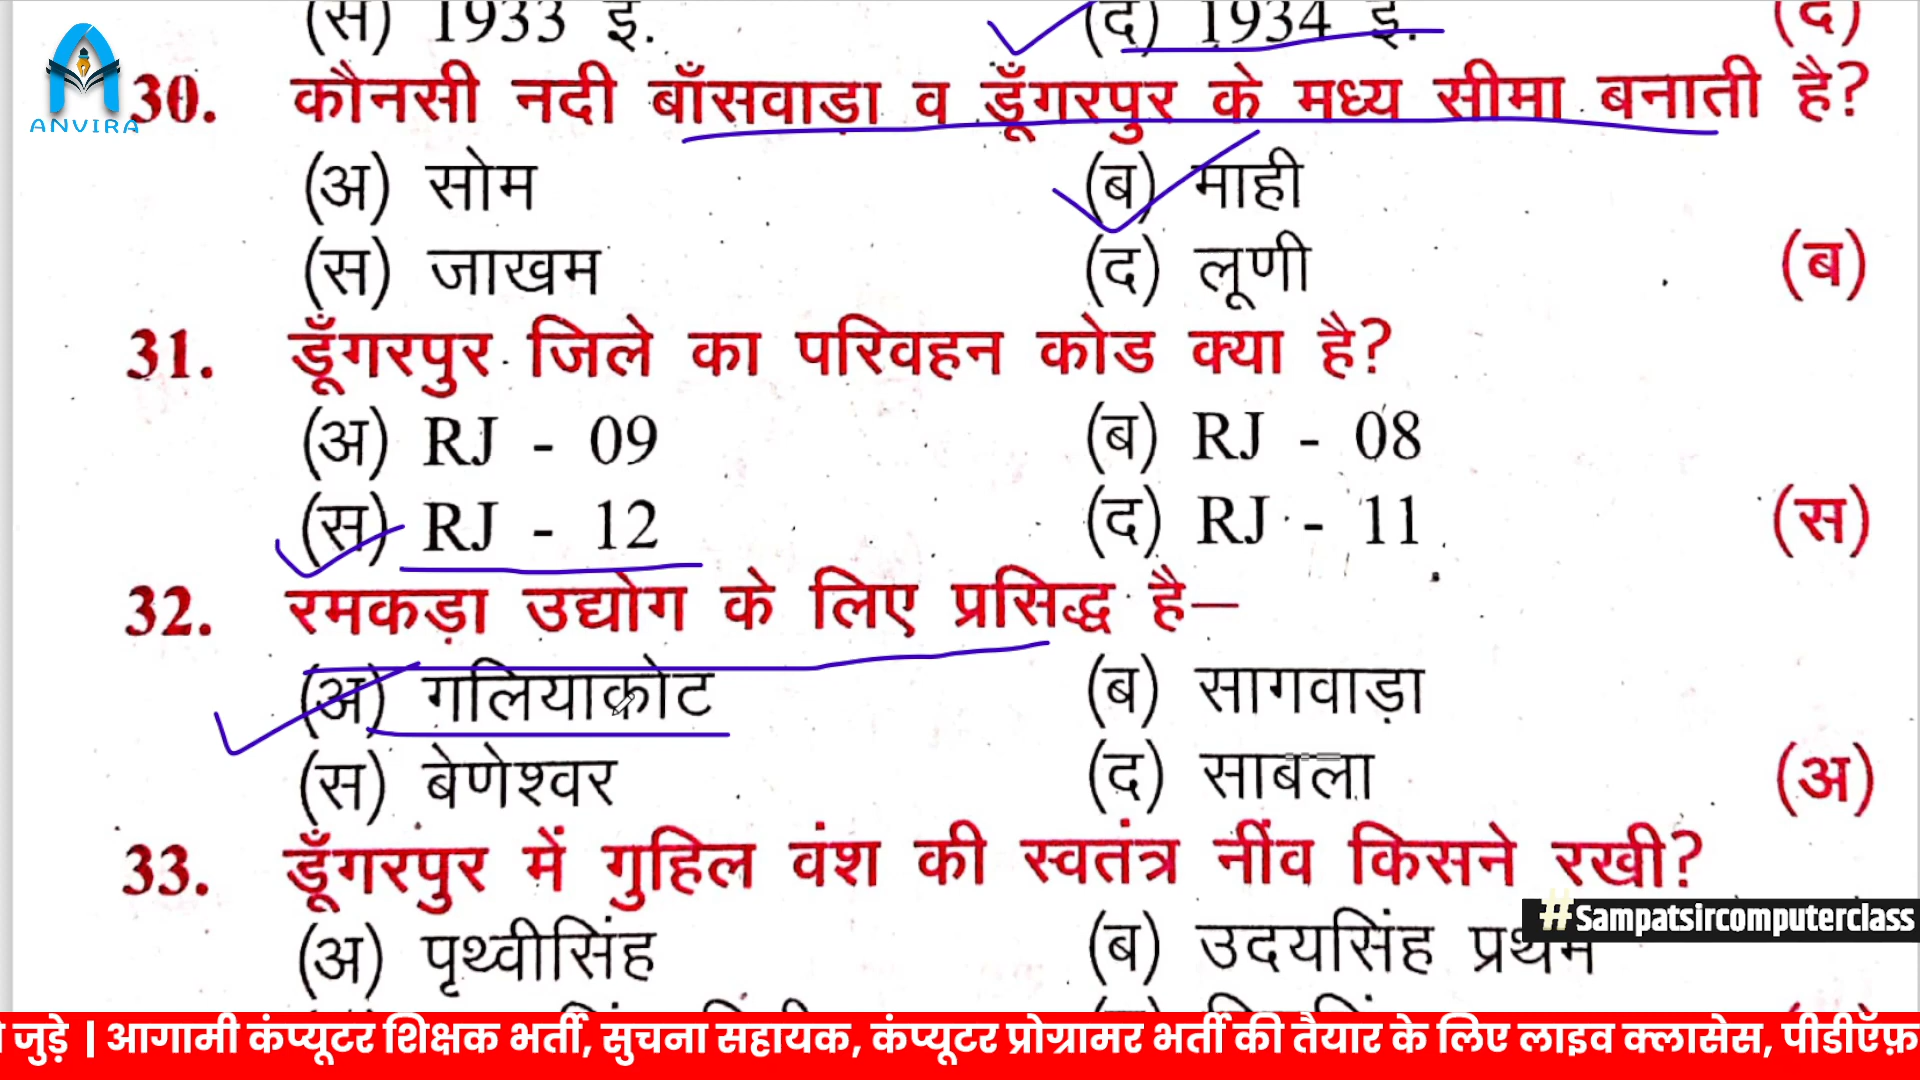 (स) 1933 इ. (द) 1934 इ. (द)
ANVIRA
30. कौनसी नदी बाँसवाडा व डूँगरपुर के मध्य सीमा बनाती है?
(अ) सोम (ब) माही
(स) जाखम (द) लूणी (ब)
31. डूँगरपुर जिले का परिवहन कोड क्या है?
(अ) RJ - 09 (ब) RJ - 08
(स) RJ - 12 (द) RJ - 11 (स)
32. रमकड़ा उद्योग के लिए प्रसिद्ध है–
(अ) गलियाकोट (ब) सागवाड़ा
(स) बेणेश्वर (द) साबला (अ)
33. डूँगरपुर में गुहिल वंश की स्वतंत्र नींव किसने रखी?
#Sampatsircomputerclass
(अ) पृथ्वीसिंह (ब) उदयसिंह प्रथम
जुड़े | आगामी कंप्यूटर शिक्षक भर्ती, सुचना सहायक, कंप्यूटर प्रोग्रामर भर्ती की तैयार के लिए लाइव क्लासेस, पीडीऍफ़